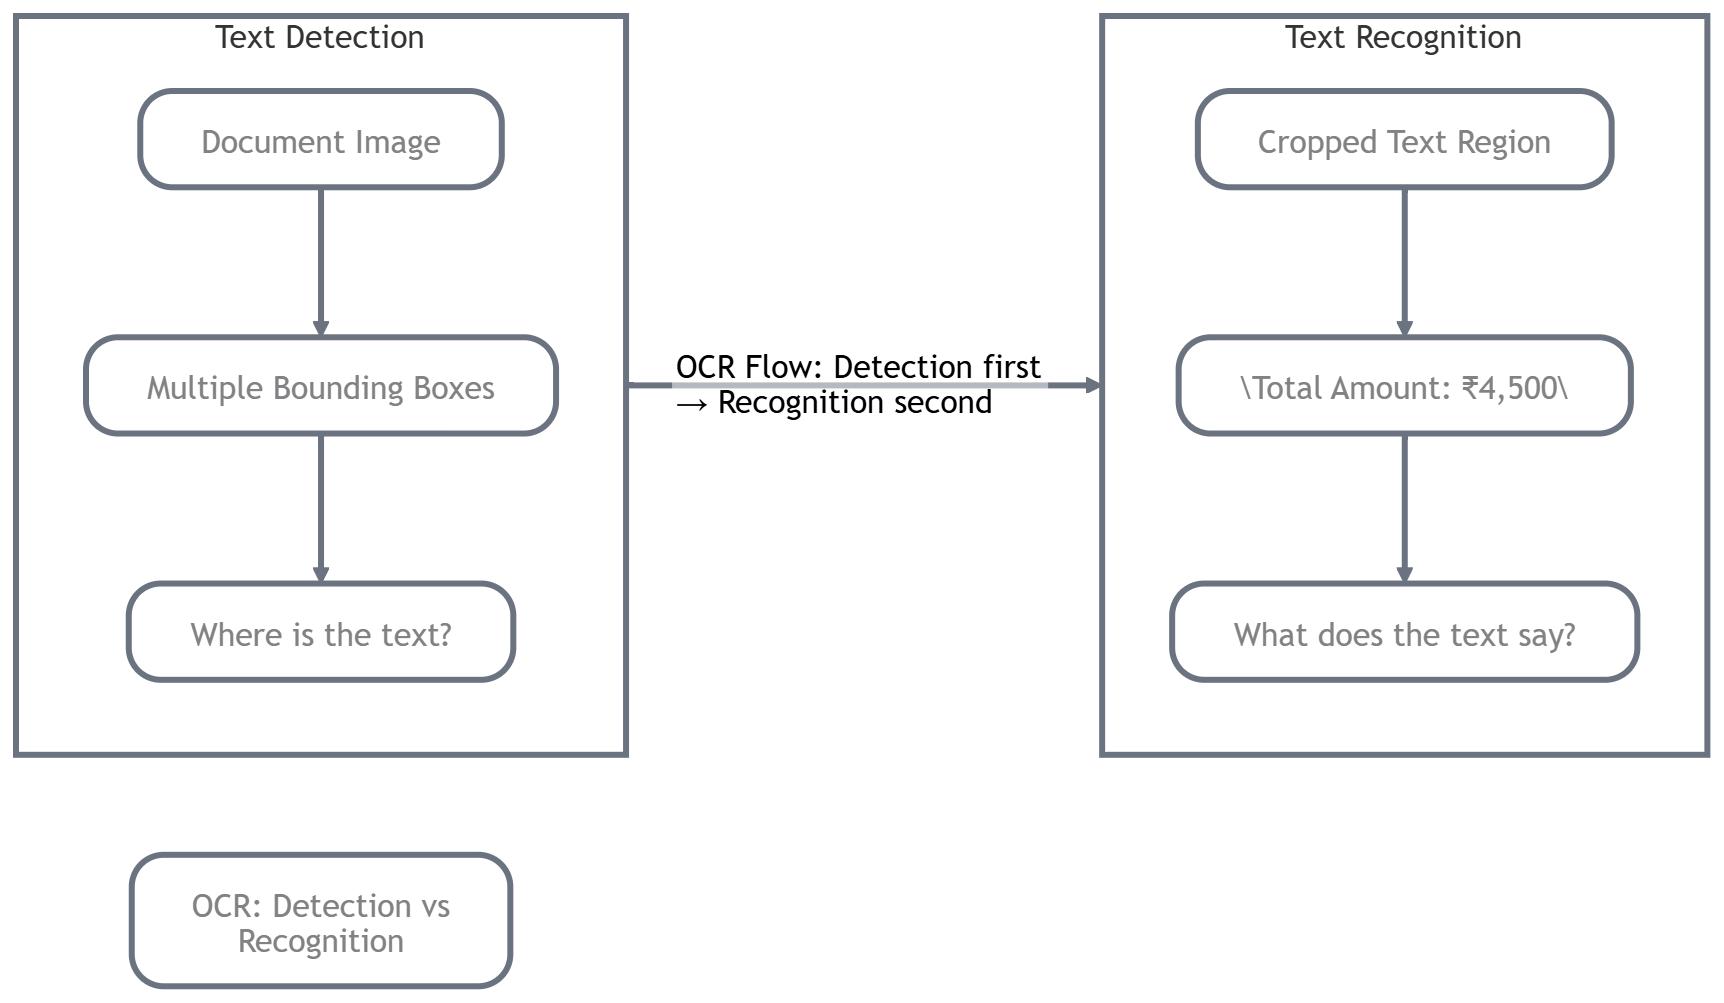 Text Detection
Document Image
Multiple Bounding Boxes
Where is the text?
OCR Flow: Detection first
→ Recognition second
Text Recognition
Cropped Text Region
\Total Amount: ₹4,500\
What does the text say?
OCR: Detection vs
Recognition